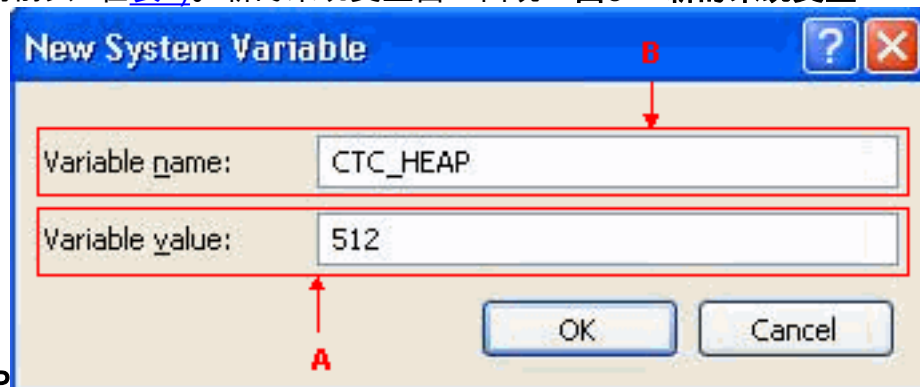 New System Variable
B
Variable name: CTC_HEAP
Variable value: 512
OK Cancel
A
P